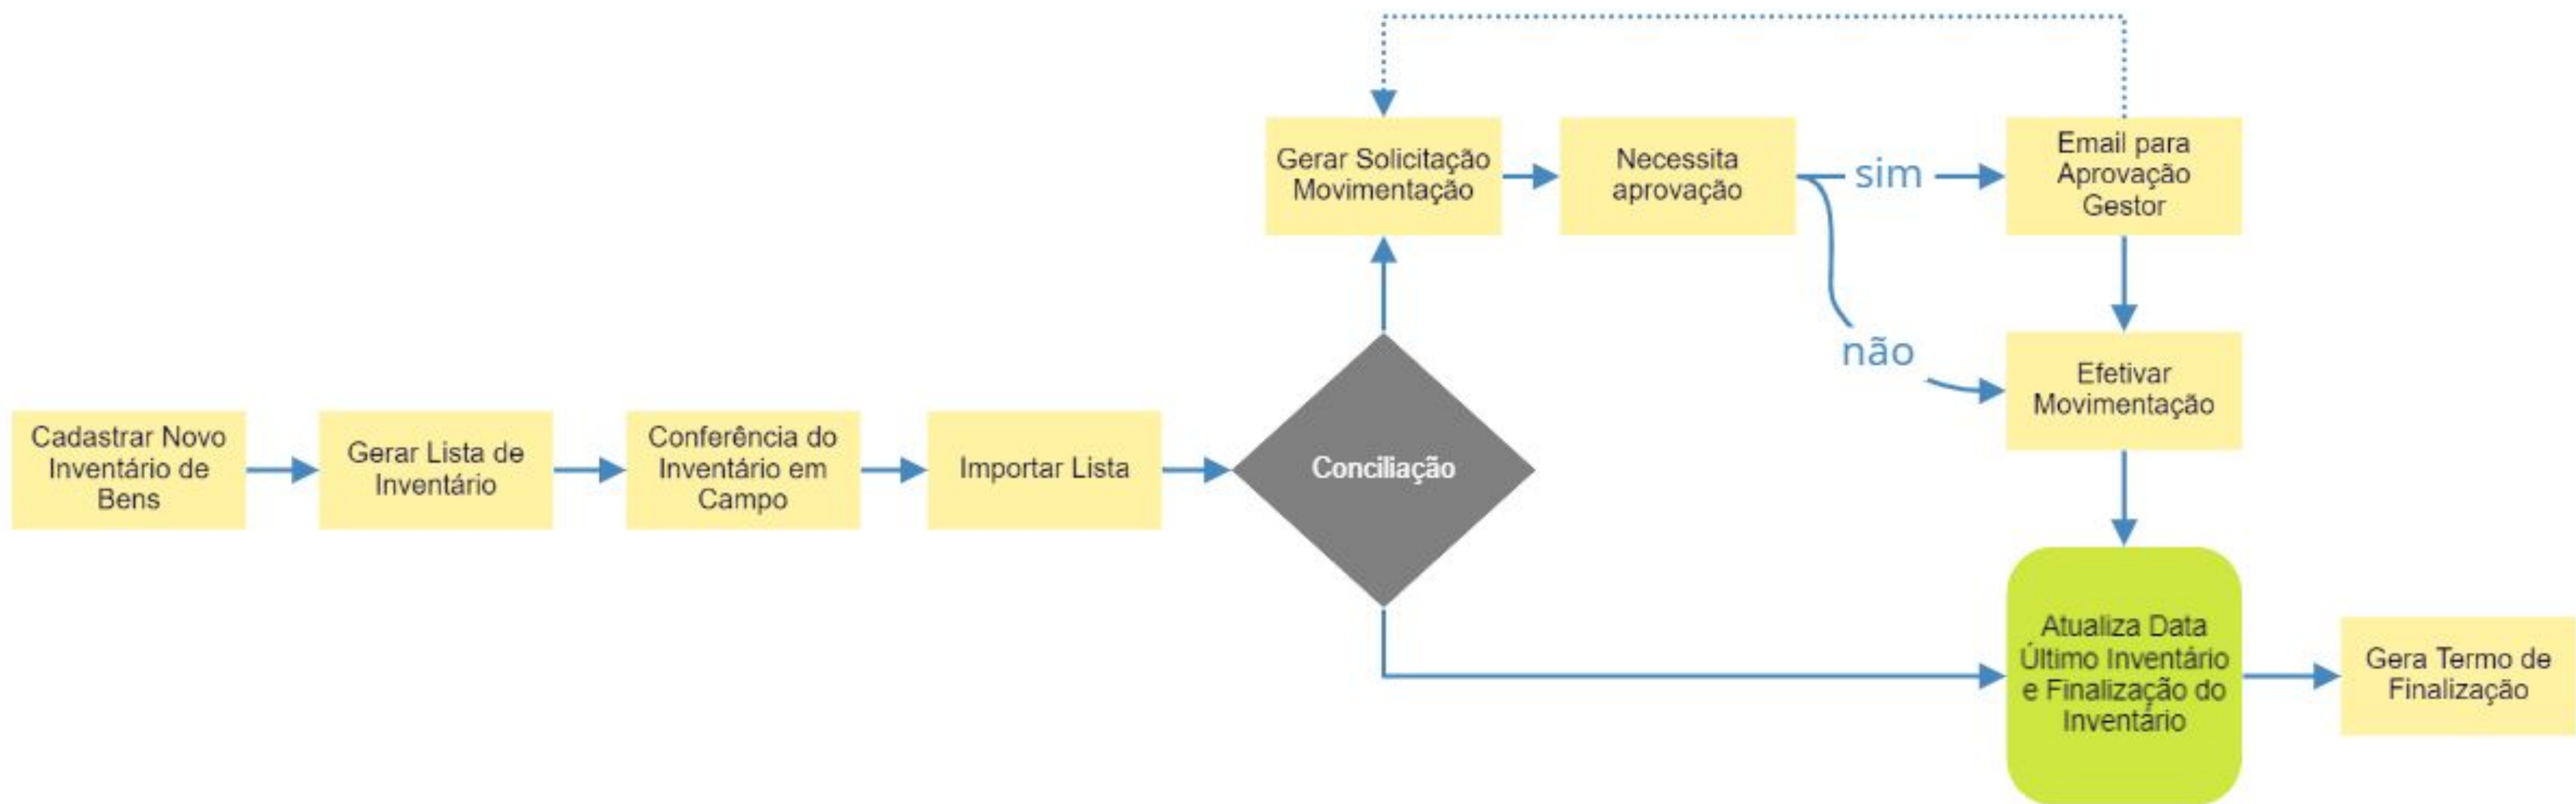 Gerar Solicitação
Movimentação
Necessita
aprovação
sim
Email para
Aprovação
Gestor
não
Efetivar
Movimentação
Cadastrar Novo
Inventário de
Bens
Gerar Lista de
Inventário
Conferência do
Inventário em
Campo
Importar Lista
Conciliação
Atualiza Data
Último Inventário
e Finalização do
Inventário
Gera Termo de
Finalização